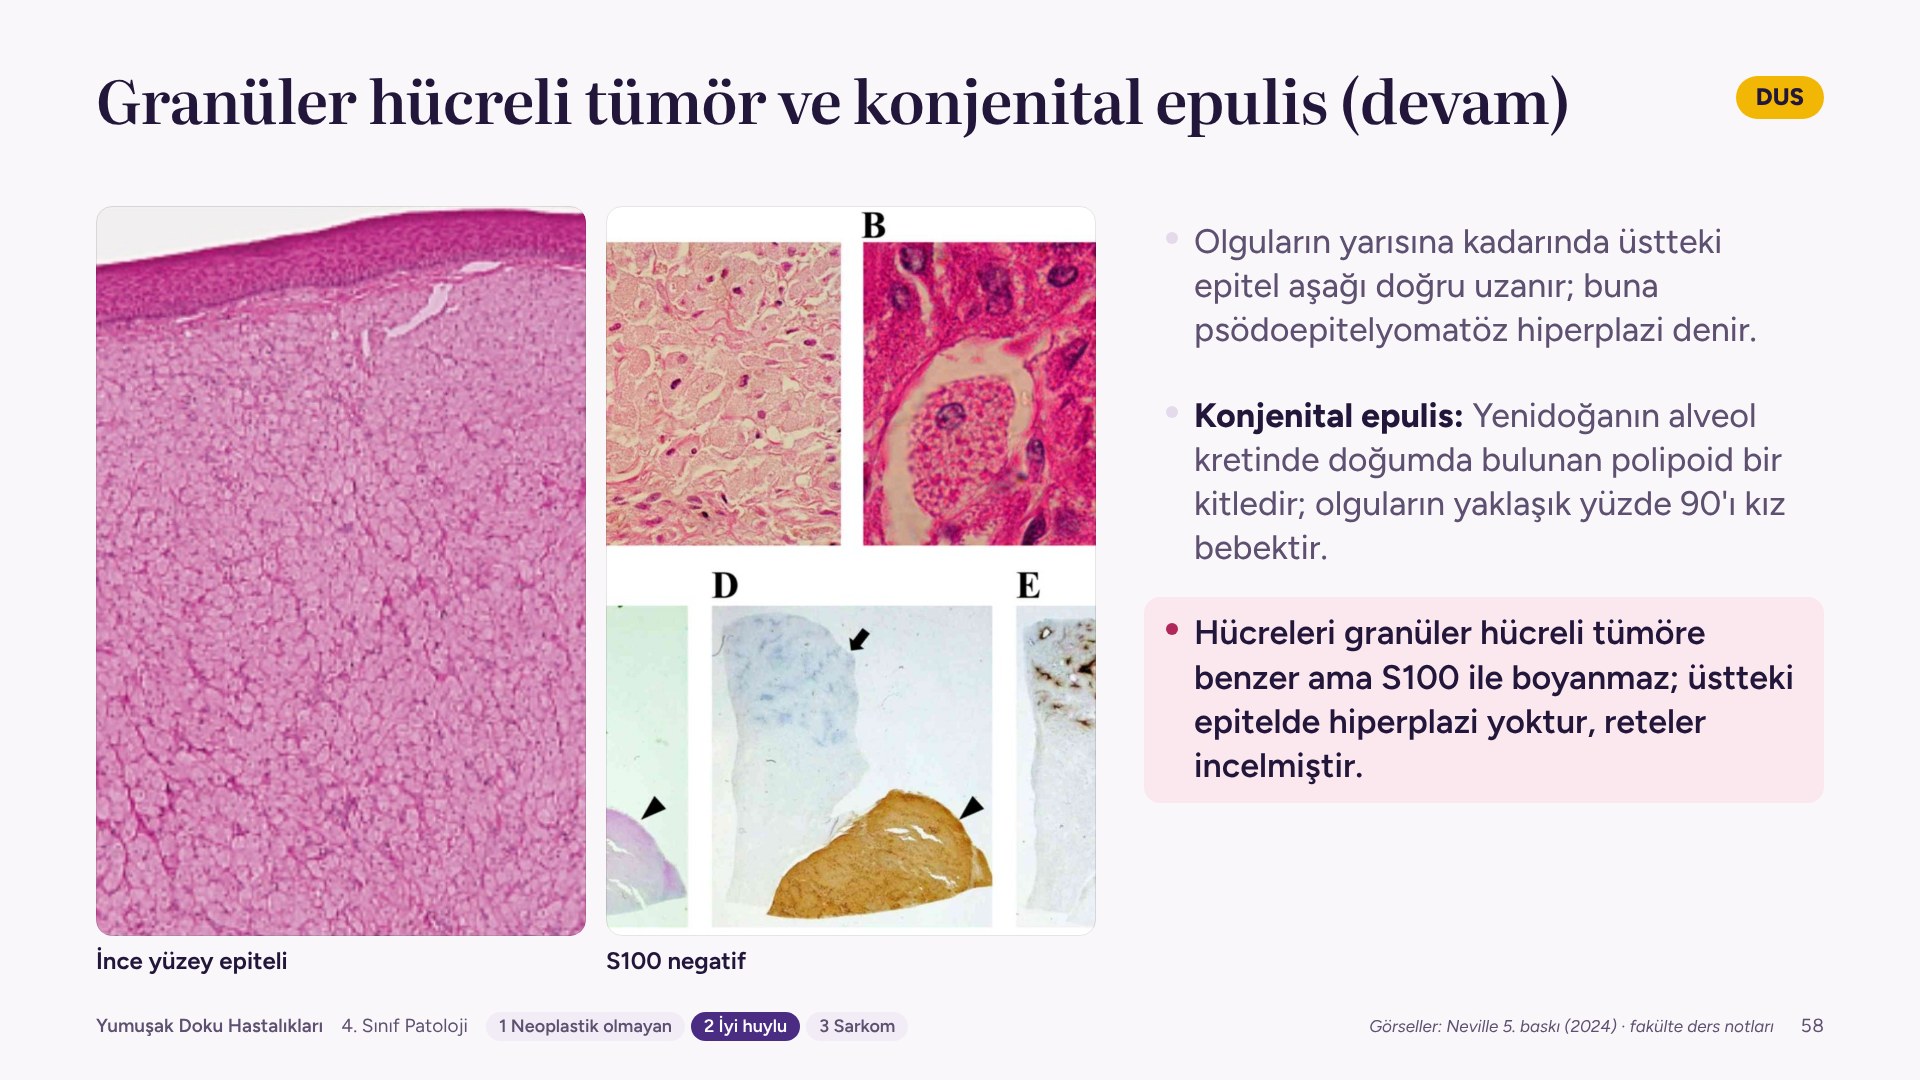 Granüler hücreli tümör ve konjenital epulis (devam)
DUS
B
D
E
İnce yüzey epiteli
S100 negatif
Olguların yarısına kadarında üstteki
epitel aşağı doğru uzanır; buna
psödoepitelyomatöz hiperplazi denir.
Konjenital epulis: Yenidoğanın alveol
kretinde doğumda bulunan polipoid bir
kitledir; olguların yaklaşık yüzde 90'ı kız
bebektir.
Hücreleri granüler hücreli tümöre
benzer ama S100 ile boyanmaz; üstteki
epitelde hiperplazi yoktur, reteler
incelmiştir.
Yumuşak Doku Hastalıkları 4. Sınıf Patoloji 1 Neoplastik olmayan 2 İyi huylu 3 Sarkom
Görseller: Neville 5. baskı (2024) · fakülte ders notları 58